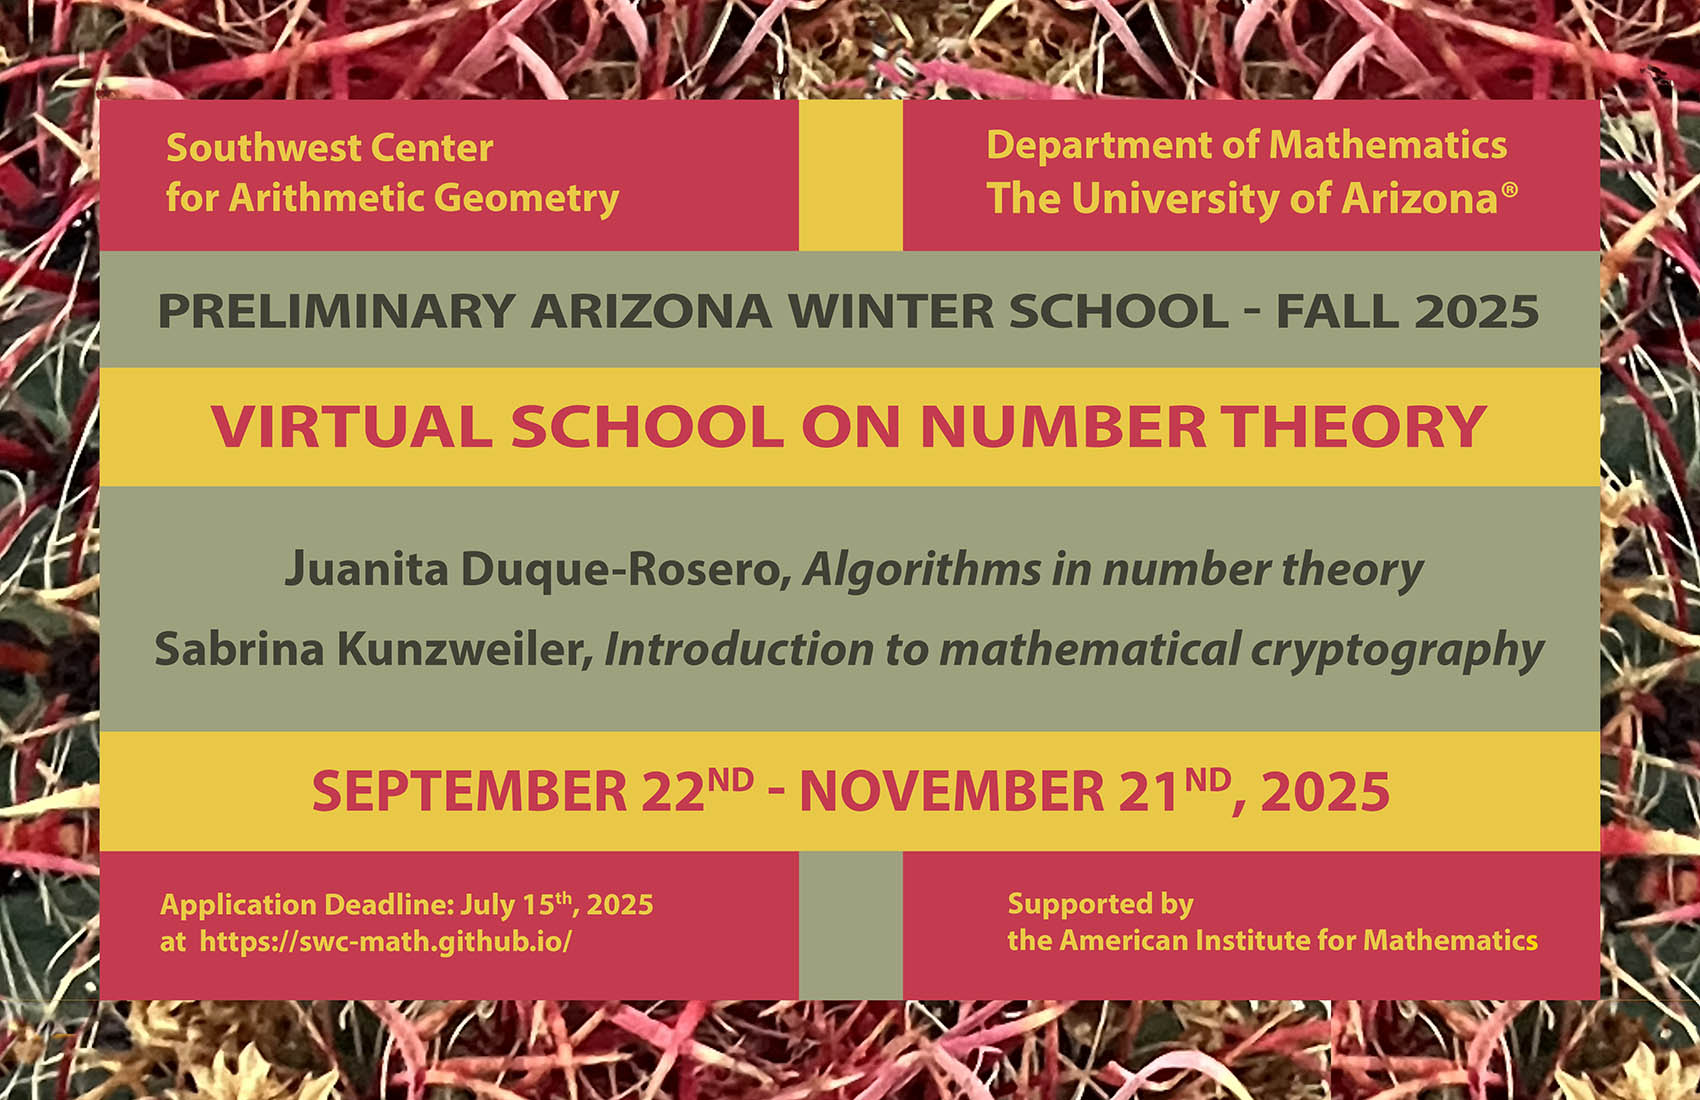 Southwest Center
for Arithmetic Geometry
Department of Mathematics
The University of Arizona®
PRELIMINARY ARIZONA WINTER SCHOOL - FALL 2025
VIRTUAL SCHOOL ON NUMBER THEORY
Juanita Duque-Rosero, Algorithms in number theory
Sabrina Kunzweiler, Introduction to mathematical cryptography
SEPTEMBER 22ND - NOVEMBER 21ND, 2025
Application Deadline: July 15th, 2025
at https://swc-math.github.io/
Supported by
the American Institute for Mathematics